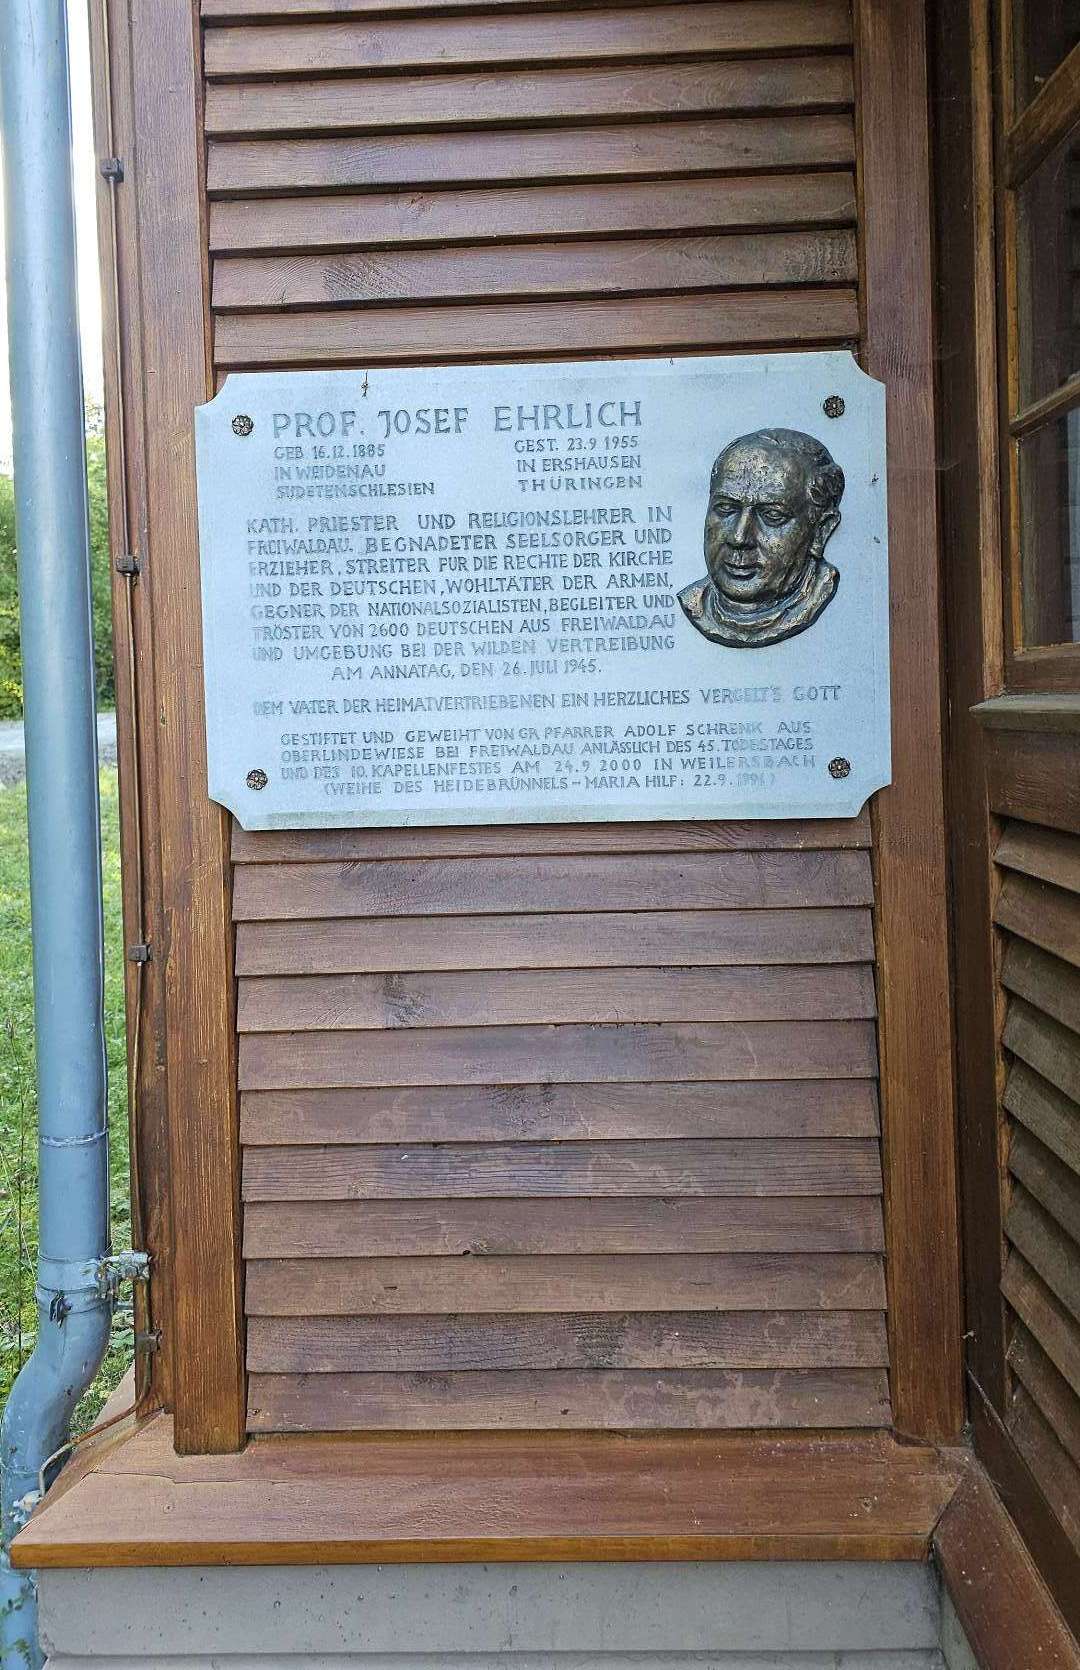 PROF. JOSEF EHRLICH
GEB 16.12.1885 GEST. 23.9 1955
IN WEIDENAU IN ERSHAUSEN
SUDETENSCHLESIEN THÜRINGEN
KATH. PRIESTER UND RELIGIONSLEHRER IN
FREIWALDAU. BEGNADETER SEELSORGER UND
ERZIEHER, STREITER FÜR DIE RECHTE DER KIRCHE
UND DER DEUTSCHEN, WOHLTÄTER DER ARMEN,
GEGNER DER NATIONALSOZIALISTEN, BEGLEITER UND
TRÖSTER VON 2600 DEUTSCHEN AUS FREIWALDAU
UND UMGEBUNG BEI DER WILDEN VERTREIBUNG
AM ANNATAG, DEN 26. JULI 1945.
DEM VATER DER HEIMATVERTRIEBENEN EIN HERZLICHES VERGELT'S GOTT
GESTIFTET UND GEWEIHT VON GR PFARRER ADOLF SCHRENK AUS
OBERLINDEWIESE BEI FREIWALDAU ANLÄSSLICH DES 45. TODESTAGES
UND DES 10. KAPELLENFESTES AM 24.9 2000 IN WEILERSBACH
(WEIHE DES HEIDEBRÜNNELS - MARIA HILF: 22.9. )